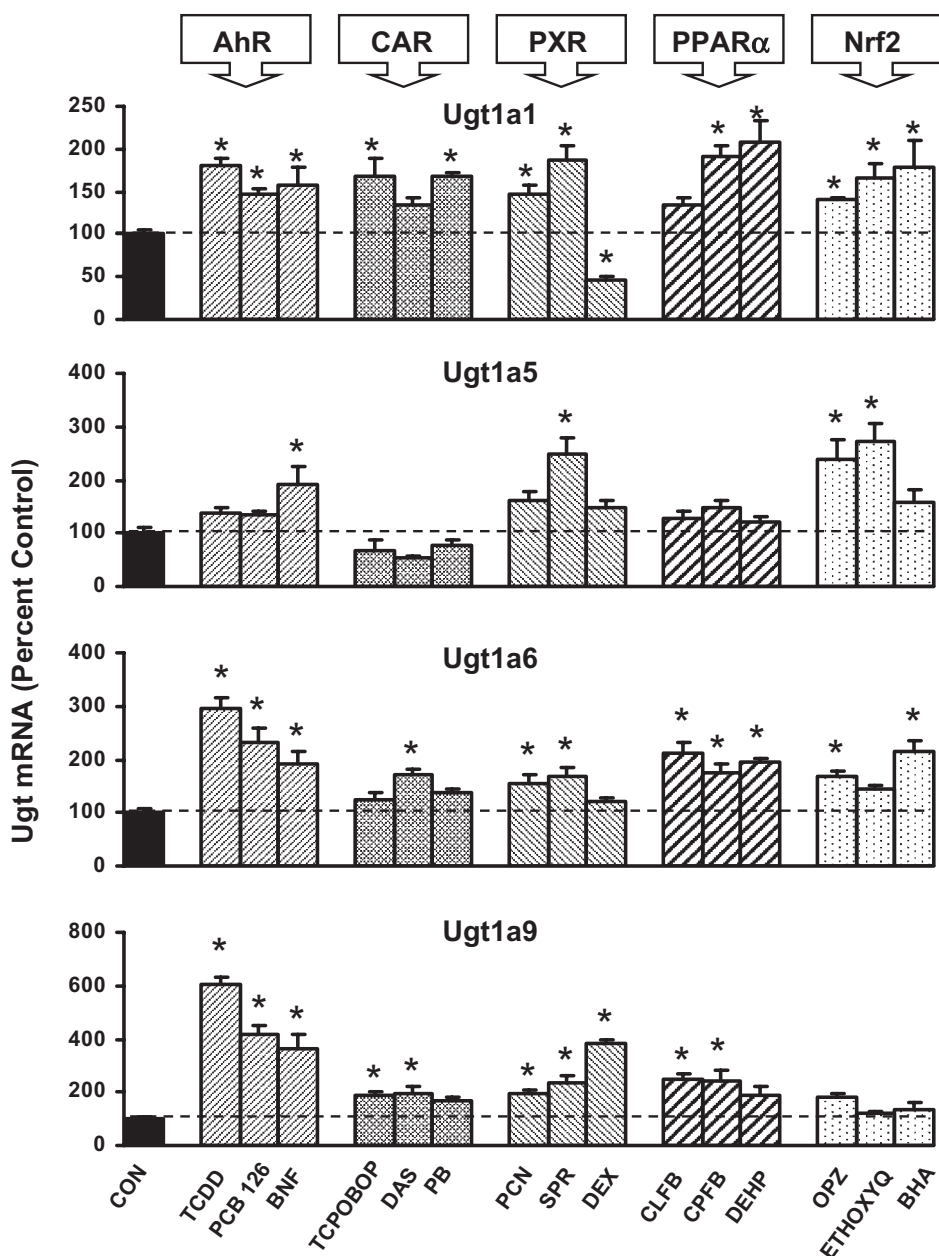 AhR CAR PXR PPARα Nrf2
Ugt1a1
250
200
150
100
50
0
* * * * * * * * * * * * *
Ugt1a5
400
300
200
100
0
* * * *
Ugt1a6
400
300
200
100
0
* * * * * * * * * * *
Ugt1a9
800
600
400
200
0
* * * * * * * * * *
Ugt mRNA (Percent Control)
CON TCDD PCB 126 BNF TCPOBOP DAS PB PCN SPR DEX CLFB CPFB DEHP OPZ ETHOXYQ BHA